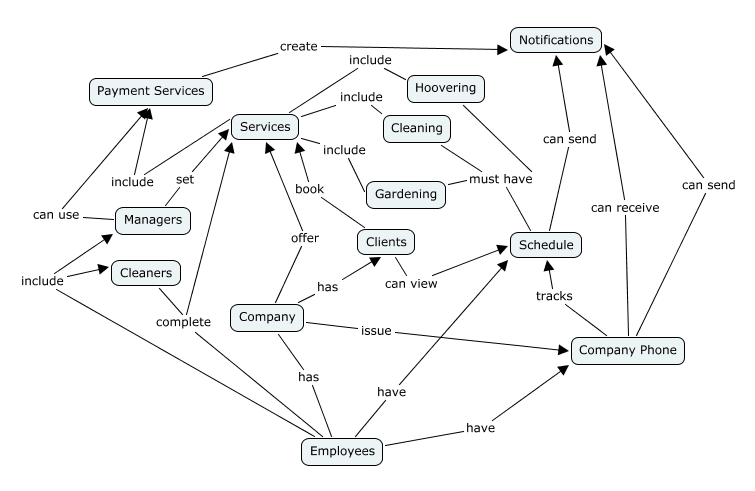 Notifications
create
include
Payment Services
Hoovering
include
Services
Cleaning
can send
include
must have
include
set
can send
book
Gardening
can use
Managers
can receive
offer
Clients
Schedule
include
Cleaners
has
can view
tracks
complete
Company
issue
Company Phone
has
have
have
Employees